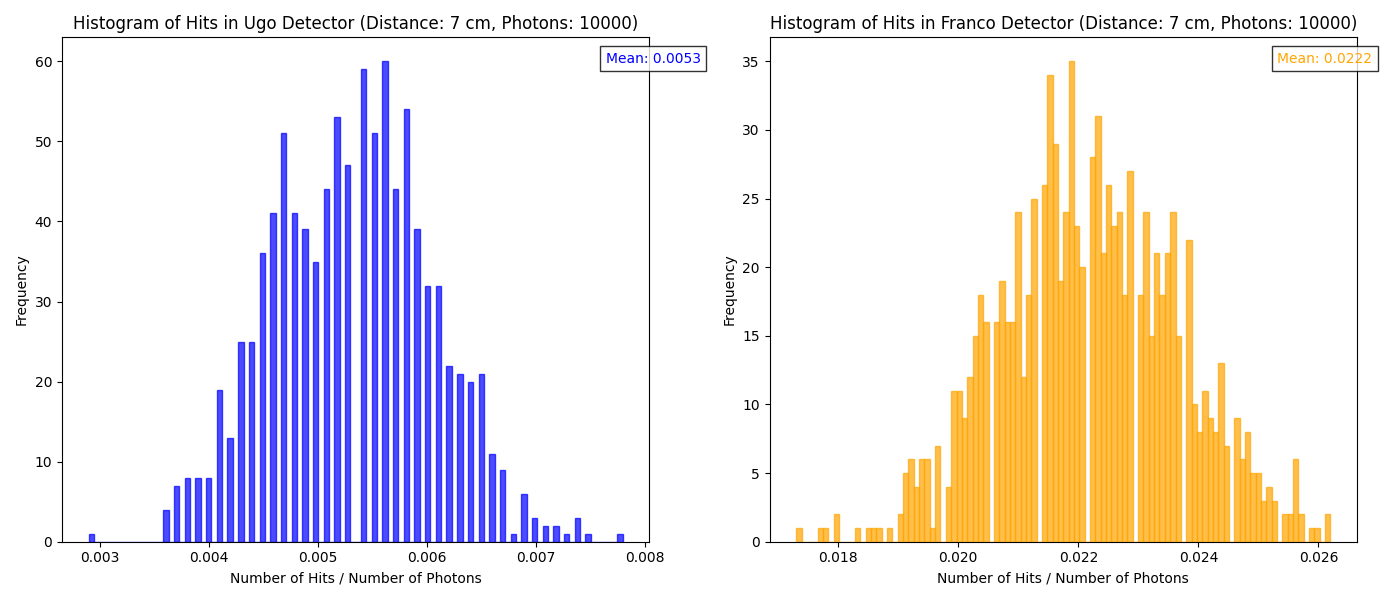 Histogram of Hits in Ugo Detector (Distance: 7 cm, Photons: 10000)
Mean: 0.0053
60
50
40
30
20
10
0
Frequency
0.003 0.004 0.005 0.006 0.007 0.008
Number of Hits / Number of Photons
Histogram of Hits in Franco Detector (Distance: 7 cm, Photons: 10000)
Mean: 0.0222
35
30
25
20
15
10
5
0
Frequency
0.018 0.020 0.022 0.024 0.026
Number of Hits / Number of Photons